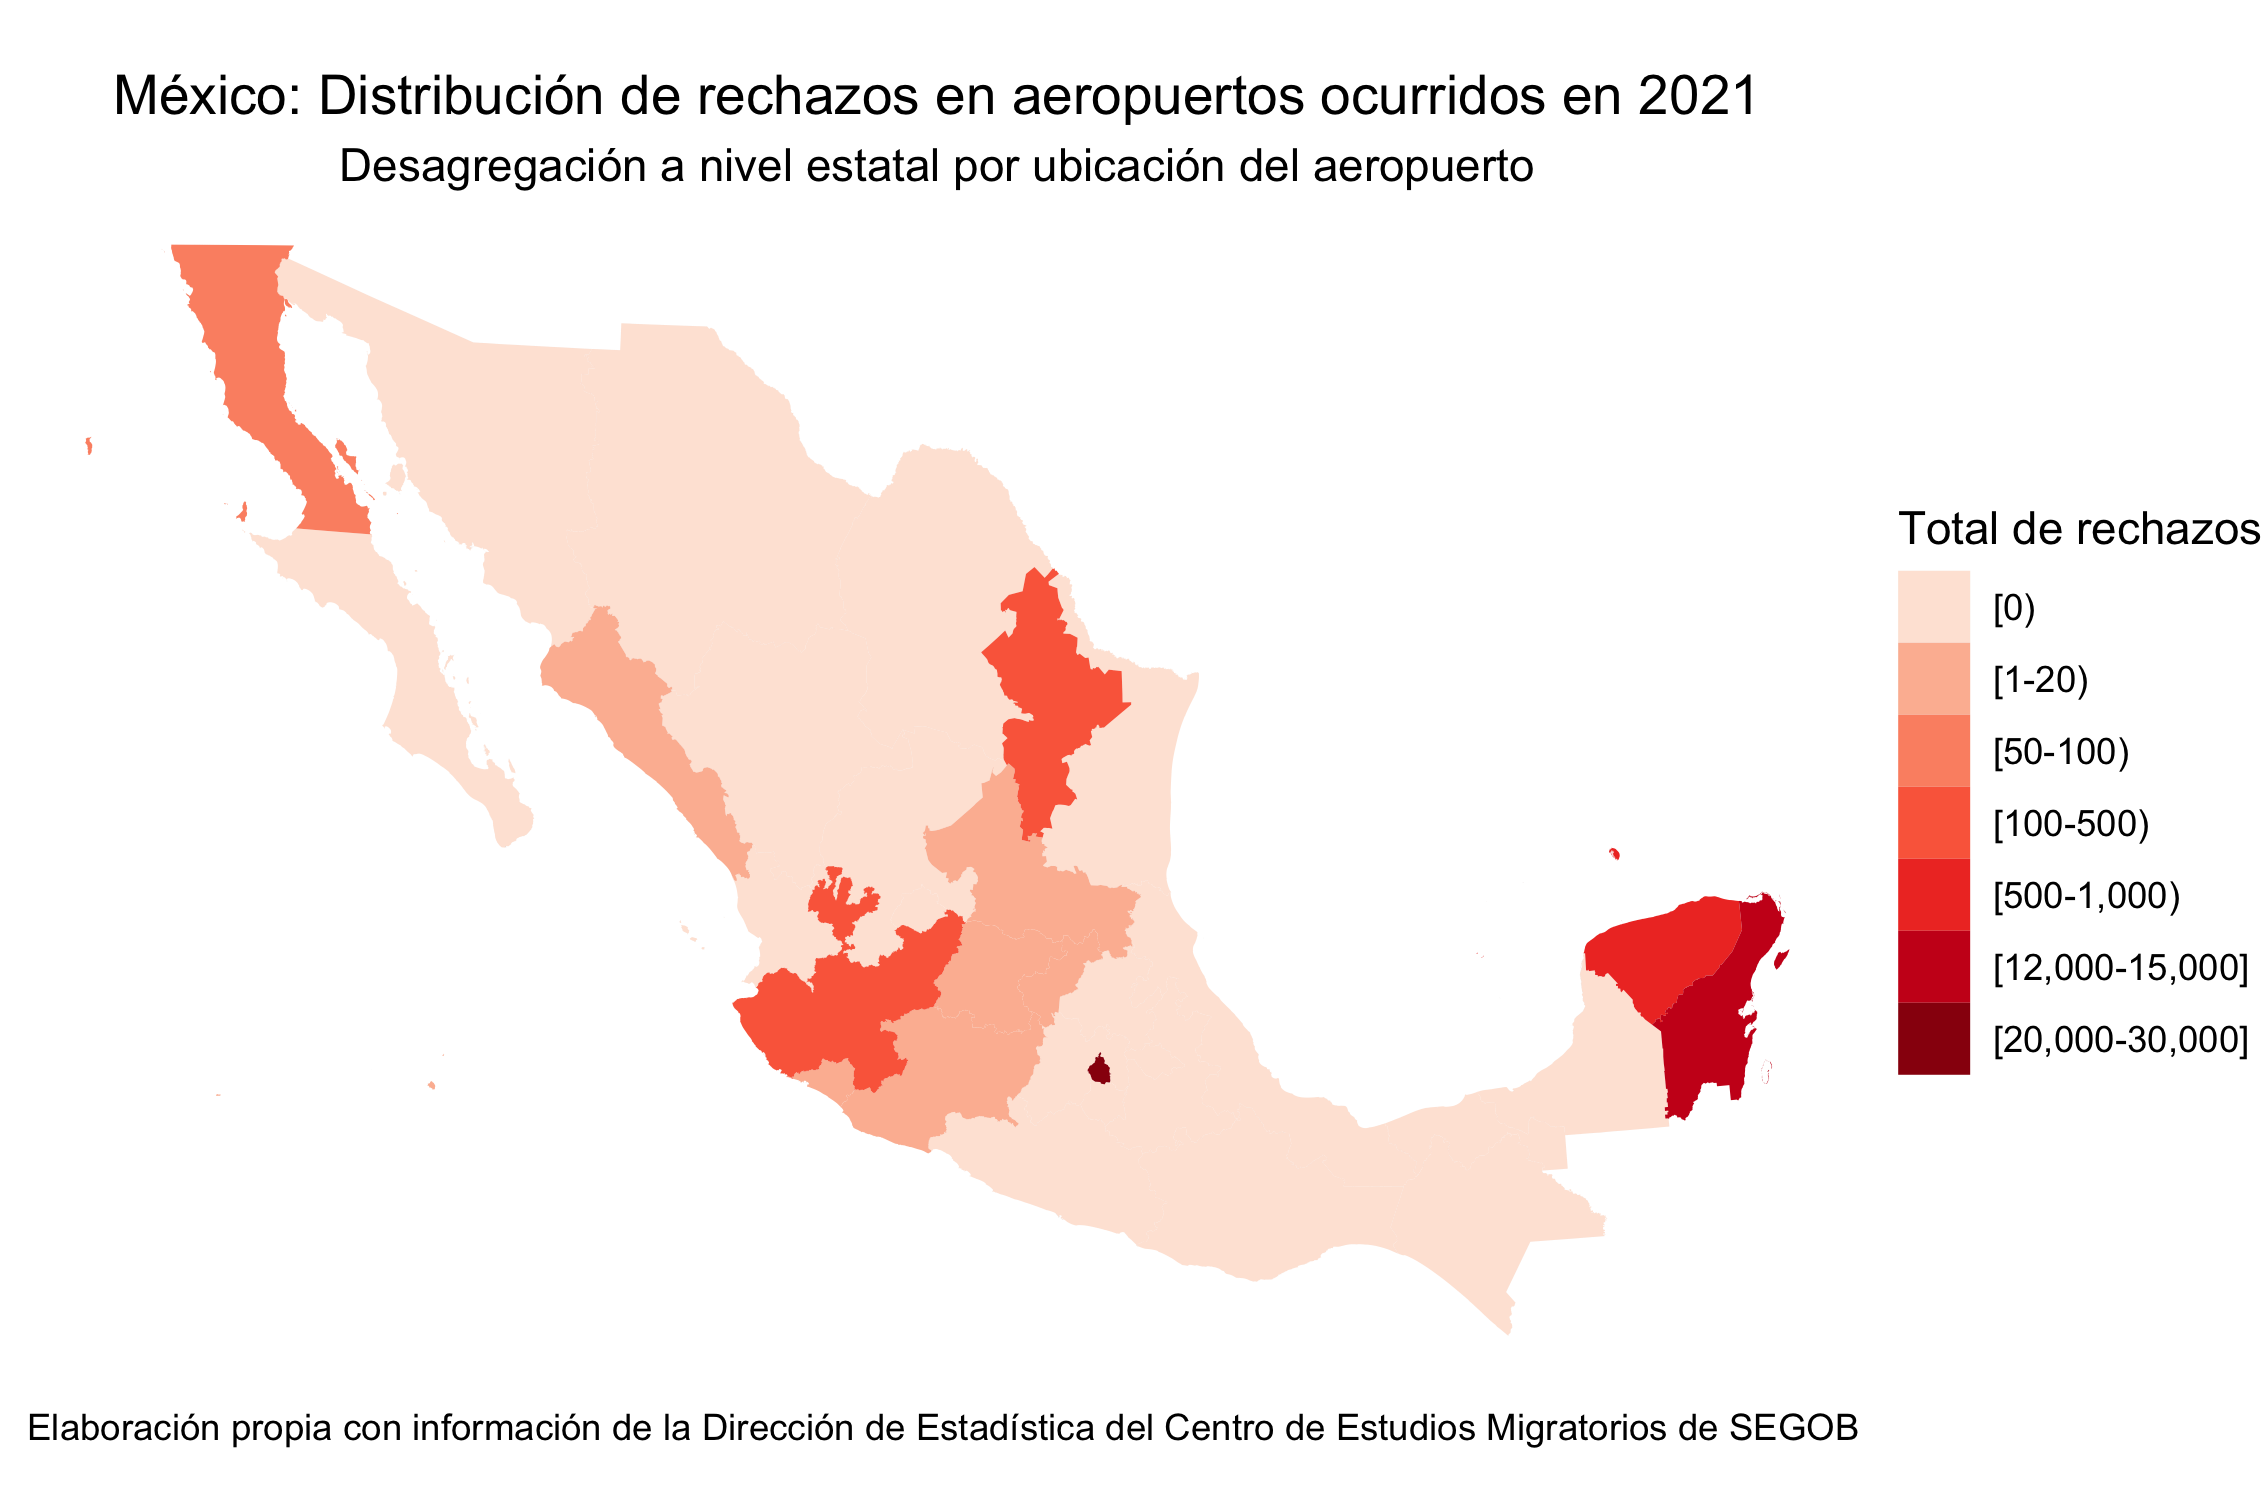 México: Distribución de rechazos en aeropuertos ocurridos en 2021
Desagregación a nivel estatal por ubicación del aeropuerto
Total de rechazos
[0)
[1-20)
[50-100)
[100-500)
[500-1,000)
[12,000-15,000]
[20,000-30,000]
Elaboración propia con información de la Dirección de Estadística del Centro de Estudios Migratorios de SEGOB